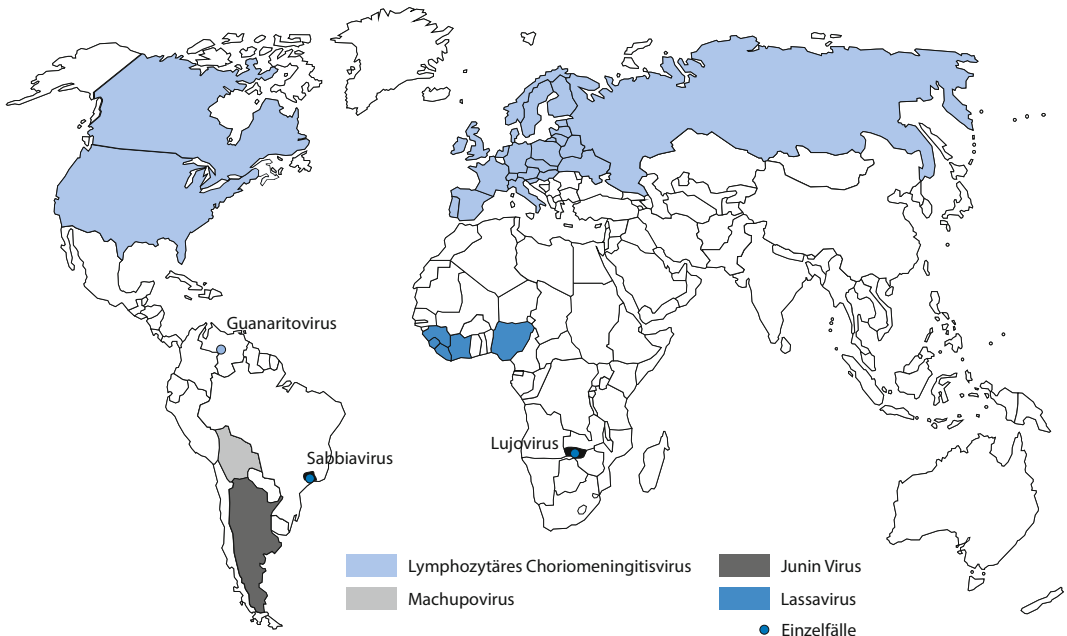 Guanaritovirus
Lujovirus
Sabbiavirus
Lymphozytäres Choriomeningitisvirus
Machupovirus
Junin Virus
Lassavirus
Einzelfälle